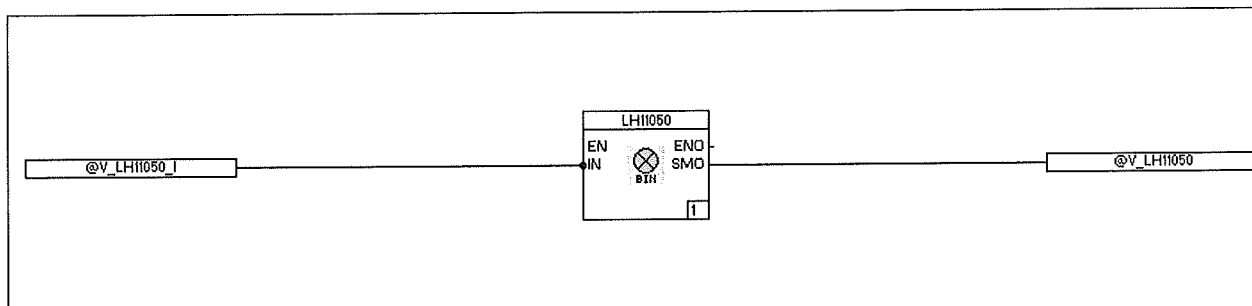 LH11050
EN ENO
@V_LH11050_I IN SMO @V_LH11050
BIN
1